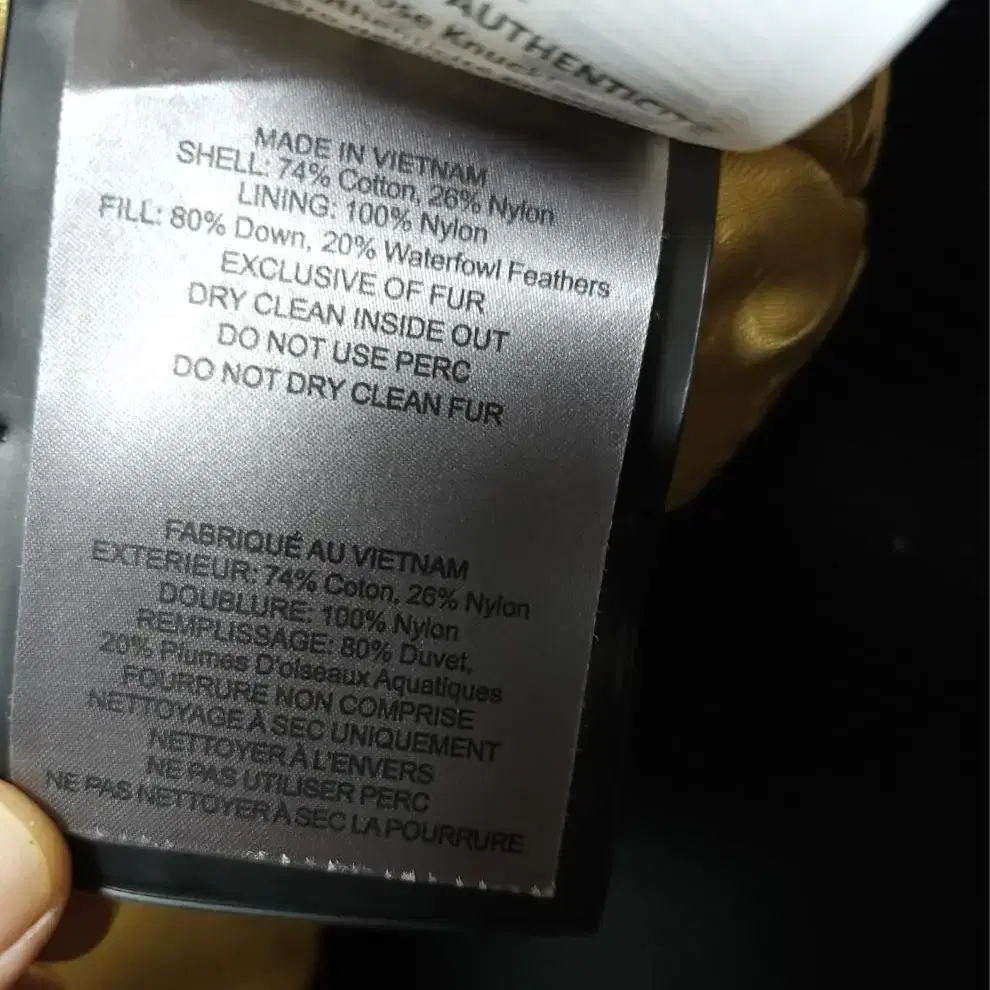 AUTHENTICITY
MADE IN VIETNAM
SHELL: 74% Cotton, 26% Nylon
LINING: 100% Nylon
FILL: 80% Down, 20% Waterfowl Feathers
EXCLUSIVE OF FUR
DRY CLEAN INSIDE OUT
DO NOT USE PERC
DO NOT DRY CLEAN FUR
FABRIQUÉ AU VIETNAM
EXTERIEUR: 74% Coton, 26% Nylon
DOUBLURE: 100% Nylon
REMPLISSAGE: 80% Duvet,
20% Plumes D'oiseaux Aquatiques
FOURRURE NON COMPRISE
NETTOYAGE À SEC UNIQUEMENT
NETTOYER À L'ENVERS
NE PAS UTILISER PERC
NE PAS NETTOYER À SEC LA POURRURE